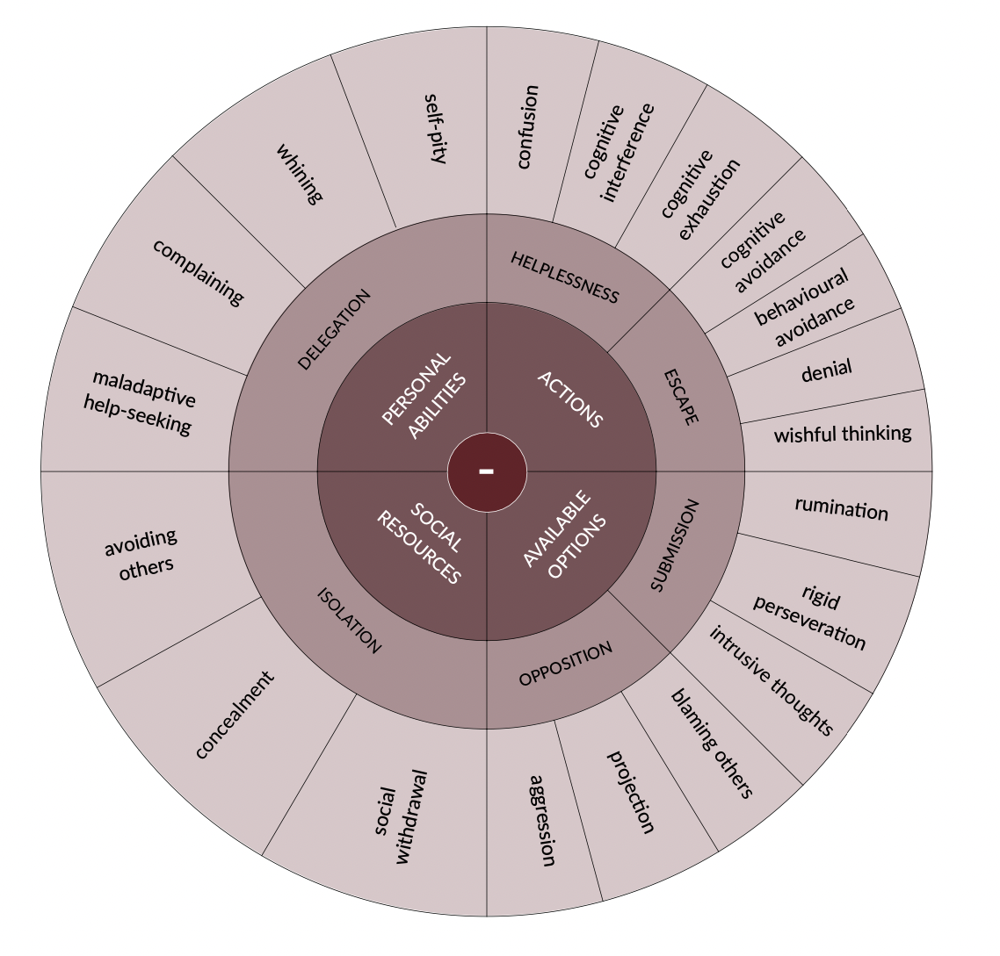 -
PERSONAL
ABILITIES
ACTIONS
AVAILABLE
OPTIONS
SOCIAL
RESOURCES
HELPLESSNESS
ESCAPE
SUBMISSION
OPPOSITION
ISOLATION
DELEGATION
confusion
cognitive
interference
cognitive
exhaustion
cognitive
avoidance
behavioural
avoidance
denial
wishful thinking
rumination
rigid
perseveration
intrusive thoughts
blaming others
projection
aggression
social
withdrawal
concealment
avoiding
others
maladaptive
help-seeking
complaining
whining
self-pity